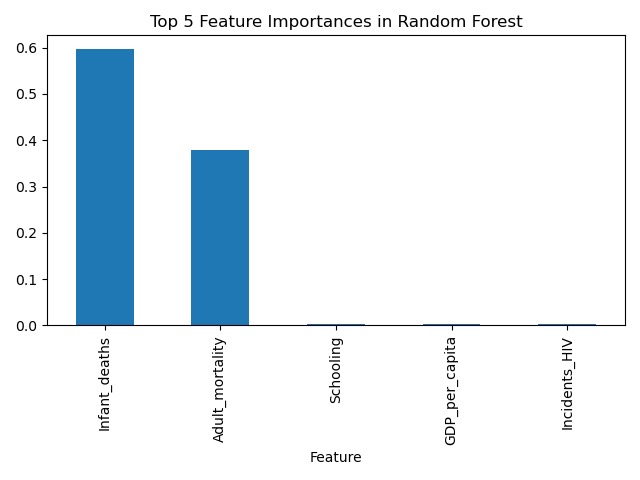 Top 5 Feature Importances in Random Forest
0.6
0.5
0.4
0.3
0.2
0.1
0.0
Infant_deaths
Adult_mortality
Schooling
GDP_per_capita
Incidents_HIV
Feature